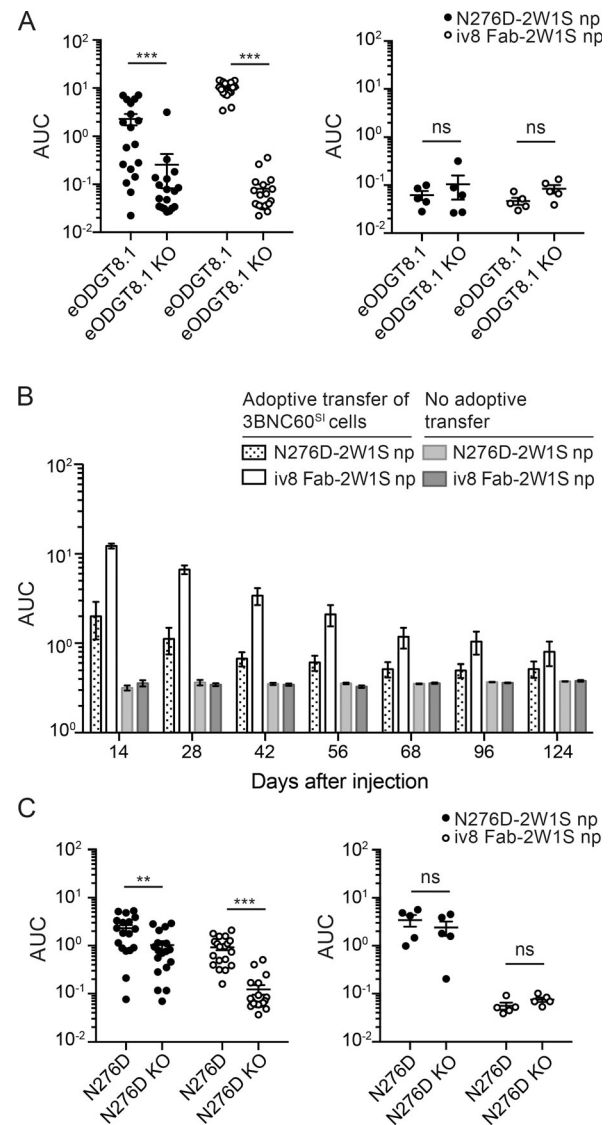 A
N276D-2W1S np
iv8 Fab-2W1S np
*** ***
ns ns
AUC
10²
10¹
10⁰
10⁻¹
10⁻²
eODGT8.1
eODGT8.1 KO
eODGT8.1
eODGT8.1 KO
AUC
10²
10¹
10⁰
10⁻¹
10⁻²
eODGT8.1
eODGT8.1 KO
eODGT8.1
eODGT8.1 KO
B
Adoptive transfer of
3BNC60ˢᴵ cells
N276D-2W1S np
iv8 Fab-2W1S np
No adoptive
transfer
N276D-2W1S np
iv8 Fab-2W1S np
AUC
10²
10¹
10⁰
10⁰
14 28 42 56 68 96 124
Days after injection
C
N276D-2W1S np
iv8 Fab-2W1S np
** ***
ns ns
AUC
10²
10¹
10⁰
10⁻¹
10⁻²
N276D
N276D KO
N276D
N276D KO
AUC
10²
10¹
10⁰
10⁻¹
10⁻²
N276D
N276D KO
N276D
N276D KO